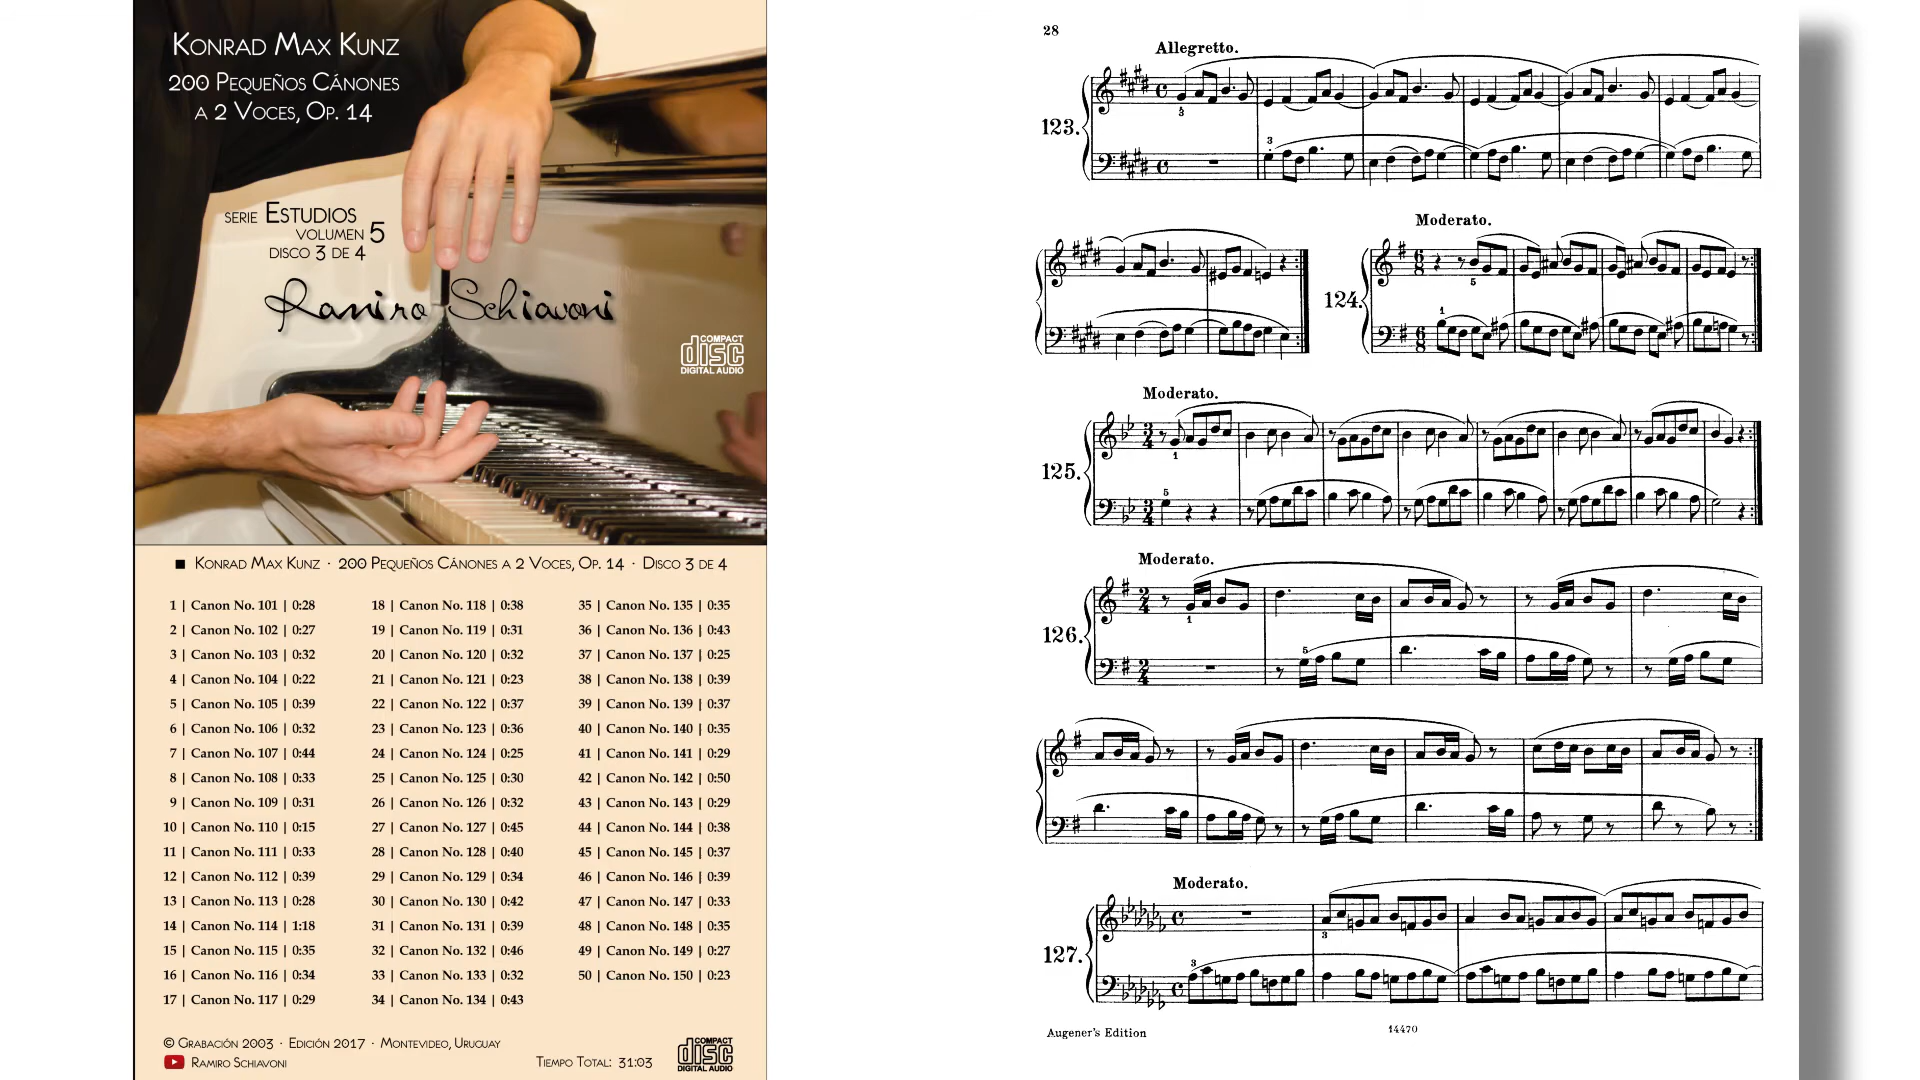 KONRAD MAX KUNZ
200 PEQUEÑOS CÁNONES
A 2 VOCES, OP. 14
SERIE ESTUDIOS
VOLUMEN 5
DISCO 3 DE 4
Ramiro Schiavoni
COMPACT
disc
DIGITAL AUDIO
■ KONRAD MAX KUNZ · 200 PEQUEÑOS CÁNONES A 2 VOCES, OP. 14 · DISCO 3 DE 4
1 | Canon No. 101 | 0:28
2 | Canon No. 102 | 0:27
3 | Canon No. 103 | 0:32
4 | Canon No. 104 | 0:22
5 | Canon No. 105 | 0:39
6 | Canon No. 106 | 0:32
7 | Canon No. 107 | 0:44
8 | Canon No. 108 | 0:33
9 | Canon No. 109 | 0:31
10 | Canon No. 110 | 0:15
11 | Canon No. 111 | 0:33
12 | Canon No. 112 | 0:39
13 | Canon No. 113 | 0:28
14 | Canon No. 114 | 1:18
15 | Canon No. 115 | 0:35
16 | Canon No. 116 | 0:34
17 | Canon No. 117 | 0:29
18 | Canon No. 118 | 0:38
19 | Canon No. 119 | 0:31
20 | Canon No. 120 | 0:32
21 | Canon No. 121 | 0:23
22 | Canon No. 122 | 0:37
23 | Canon No. 123 | 0:36
24 | Canon No. 124 | 0:25
25 | Canon No. 125 | 0:30
26 | Canon No. 126 | 0:32
27 | Canon No. 127 | 0:45
28 | Canon No. 128 | 0:40
29 | Canon No. 129 | 0:34
30 | Canon No. 130 | 0:42
31 | Canon No. 131 | 0:39
32 | Canon No. 132 | 0:46
33 | Canon No. 133 | 0:32
34 | Canon No. 134 | 0:43
35 | Canon No. 135 | 0:35
36 | Canon No. 136 | 0:43
37 | Canon No. 137 | 0:25
38 | Canon No. 138 | 0:39
39 | Canon No. 139 | 0:37
40 | Canon No. 140 | 0:35
41 | Canon No. 141 | 0:29
42 | Canon No. 142 | 0:50
43 | Canon No. 143 | 0:29
44 | Canon No. 144 | 0:38
45 | Canon No. 145 | 0:37
46 | Canon No. 146 | 0:39
47 | Canon No. 147 | 0:33
48 | Canon No. 148 | 0:35
49 | Canon No. 149 | 0:27
50 | Canon No. 150 | 0:23
© GRABACIÓN 2003 · EDICIÓN 2017 · MONTEVIDEO, URUGUAY
RAMIRO SCHIAVONI
TIEMPO TOTAL: 31:03
COMPACT
disc
DIGITAL AUDIO
28
Allegretto.
3
3
123.
Moderato.
5
1
124.
Moderato.
1
5
125.
Moderato.
1
5
126.
Moderato.
3
3
127.
Augener's Edition
14470